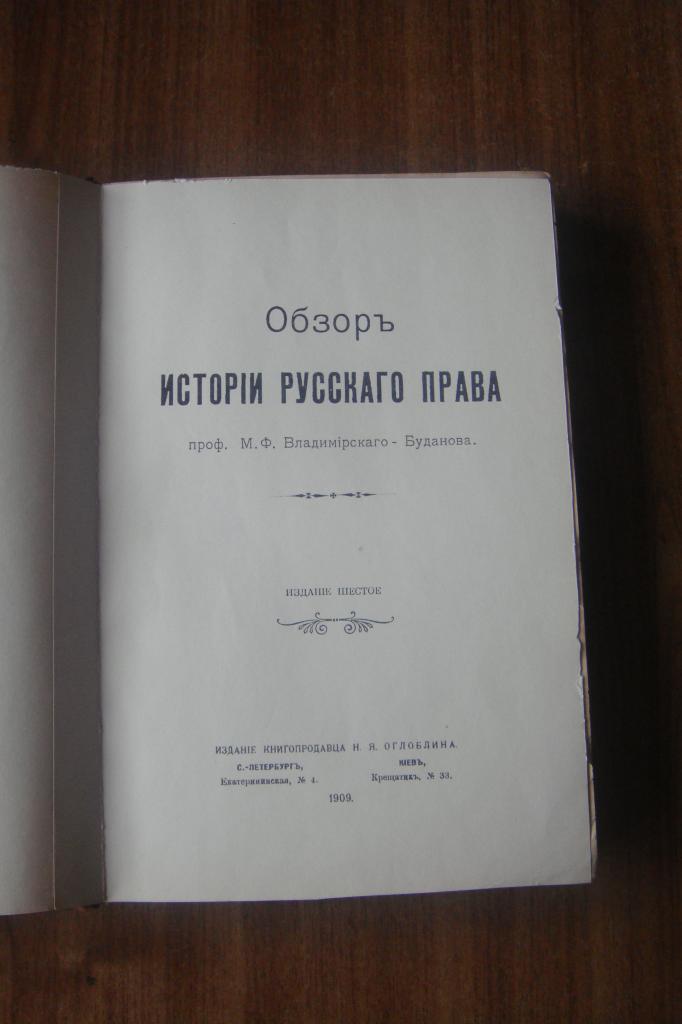 Обзоръ
ИСТОРІИ РУССКАГО ПРАВА
проф. М.Ф. Владимірскаго - Буданова.
ИЗДАНІЕ ШЕСТОЕ
ИЗДАНІЕ КНИГОПРОДАВЦА Н. Я. ОГЛОБЛИНА.
С.-ПЕТЕРБУРГЪ, КІЕВЪ,
Екатерининская, № 4. Крещатик, № 33.
1909.